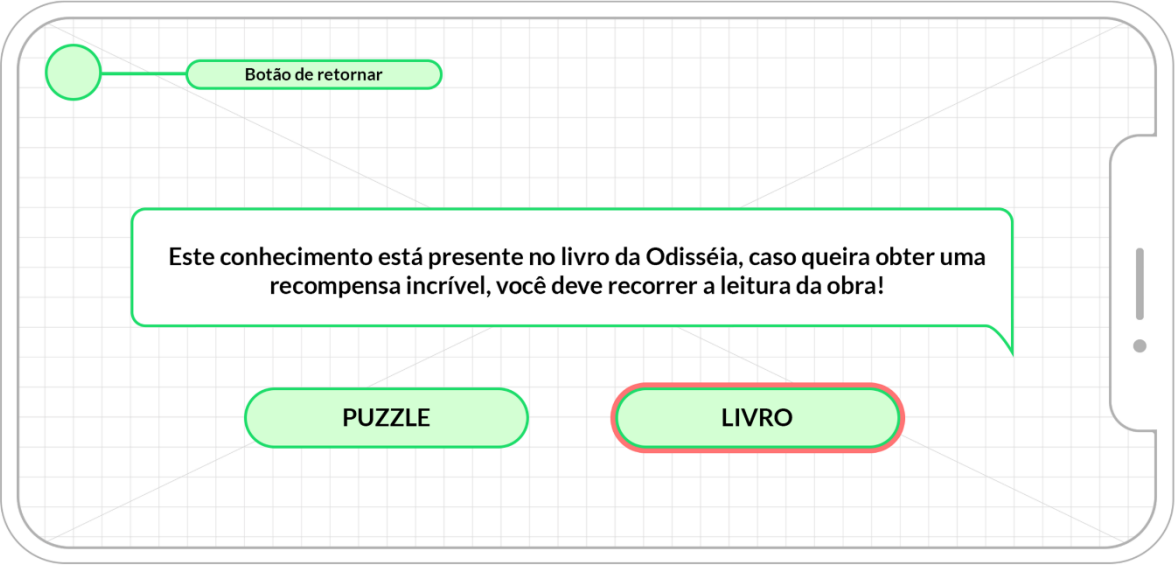 Botão de retornar
Este conhecimento está presente no livro da Odisséia, caso queira obter uma
recompensa incrível, você deve recorrer a leitura da obra!
PUZZLE
LIVRO